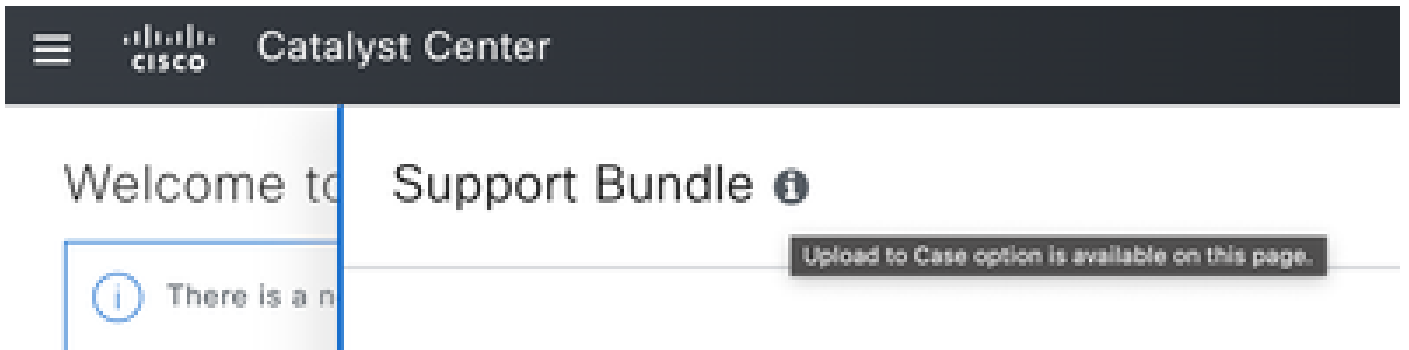 CISCO Catalyst Center
Welcome to
Support Bundle
Upload to Case option is available on this page.
There is a n